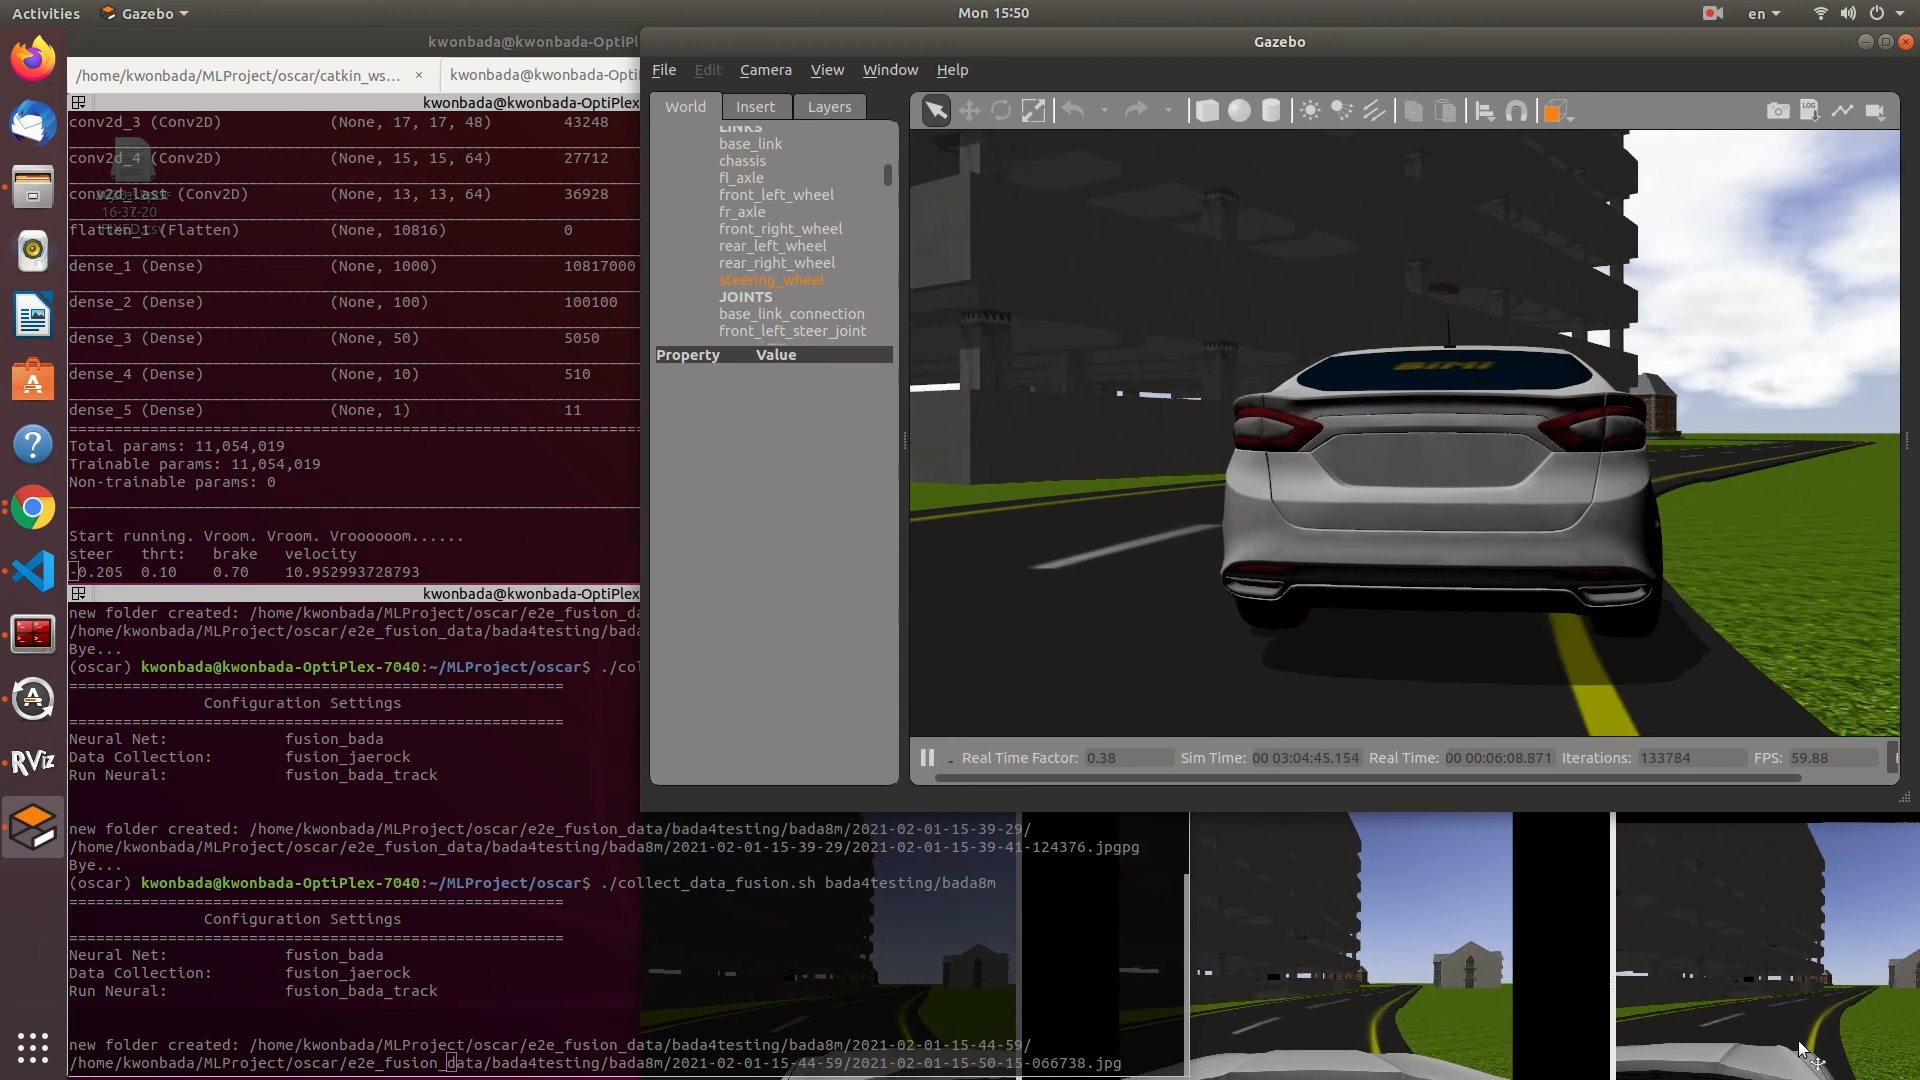 Activities
Gazebo
Mon 15:50
en
kwonbada@kwonbada-OptiPl
/home/kwonbada/MLProject/oscar/catkin_ws...
kwonbada@kwonbada-OptiP
kwonbada@kwonbada-OptiPlex
conv2d_3 (Conv2D) (None, 17, 17, 48) 43248
conv2d_4 (Conv2D) (None, 15, 15, 64) 27712
conv2d_last (Conv2D) (None, 13, 13, 64) 36928
16-37-20
flatten_1 (Flatten) (None, 10816) 0
dense_1 (Dense) (None, 1000) 10817000
dense_2 (Dense) (None, 100) 100100
dense_3 (Dense) (None, 50) 5050
dense_4 (Dense) (None, 10) 510
dense_5 (Dense) (None, 1) 11
Total params: 11,054,019
Trainable params: 11,054,019
Non-trainable params: 0
Start running. Vroom. Vroom. Vroooooom......
steer thrt: brake velocity
-0.205 0.10 0.70 10.952993728793
kwonbada@kwonbada-OptiPlex
new folder created: /home/kwonbada/MLProject/oscar/e2e_fusion_da
/home/kwonbada/MLProject/oscar/e2e_fusion_data/bada4testing/bada
Bye...
(oscar) kwonbada@kwonbada-OptiPlex-7040:~/MLProject/oscar$ ./col
Configuration Settings
Neural Net: fusion_bada
Data Collection: fusion_jaerock
Run Neural: fusion_bada_track
new folder created: /home/kwonbada/MLProject/oscar/e2e_fusion_data/bada4testing/bada8m/2021-02-01-15-39-29/
/home/kwonbada/MLProject/oscar/e2e_fusion_data/bada4testing/bada8m/2021-02-01-15-39-29/2021-02-01-15-39-41-124376.jpgpg
Bye...
(oscar) kwonbada@kwonbada-OptiPlex-7040:~/MLProject/oscar$ ./collect_data_fusion.sh bada4testing/bada8m
Configuration Settings
Neural Net: fusion_bada
Data Collection: fusion_jaerock
Run Neural: fusion_bada_track
new folder created: /home/kwonbada/MLProject/oscar/e2e_fusion_data/bada4testing/bada8m/2021-02-01-15-44-59/
/home/kwonbada/MLProject/oscar/e2e_fusion_data/bada4testing/bada8m/2021-02-01-15-44-59/2021-02-01-15-50-15-066738.jpg
RViz
Gazebo
File Edit Camera View Window Help
World Insert Layers
LINKS
base_link
chassis
fl_axle
front_left_wheel
fr_axle
front_right_wheel
rear_left_wheel
rear_right_wheel
steering_wheel
JOINTS
base_link_connection
front_left_steer_joint
Property Value
LOG
BIMI
Real Time Factor: 0.38 Sim Time: 00 03:04:45.154 Real Time: 00 00:06:08.871 Iterations: 133784 FPS: 59.88